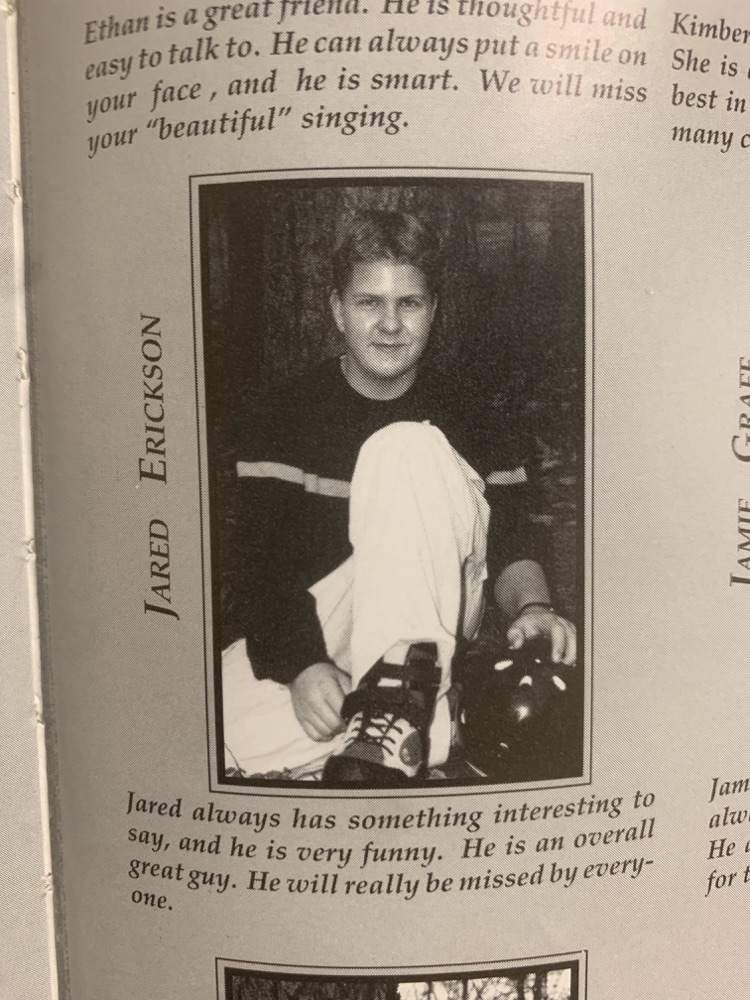 Ethan is a great friend. He is thoughtful and
easy to talk to. He can always put a smile on
your face , and he is smart. We will miss
your "beautiful" singing.
Kimber
She is
best in
many c
JARED ERICKSON
JAMIE GRAFF
Jared always has something interesting to
say, and he is very funny. He is an overall
great guy. He will really be missed by every-
one.
Jam
alw
He
for t